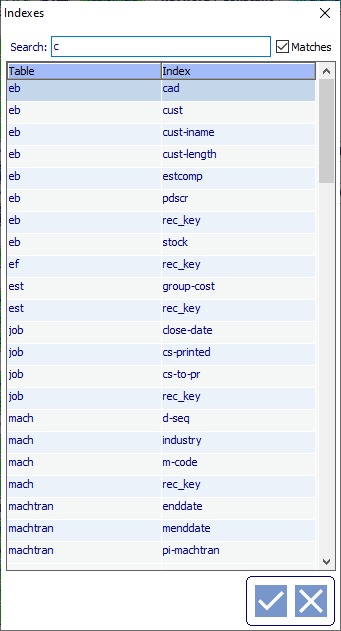 Indexes
Search: c Matches
Table Index
eb cad
eb cust
eb cust-iname
eb cust-length
eb estcomp
eb pdscr
eb rec_key
eb stock
ef rec_key
est group-cost
est rec_key
job close-date
job cs-printed
job cs-to-pr
job rec_key
mach d-seq
mach industry
mach m-code
mach rec_key
machtran enddate
machtran menddate
machtran pi-machtran